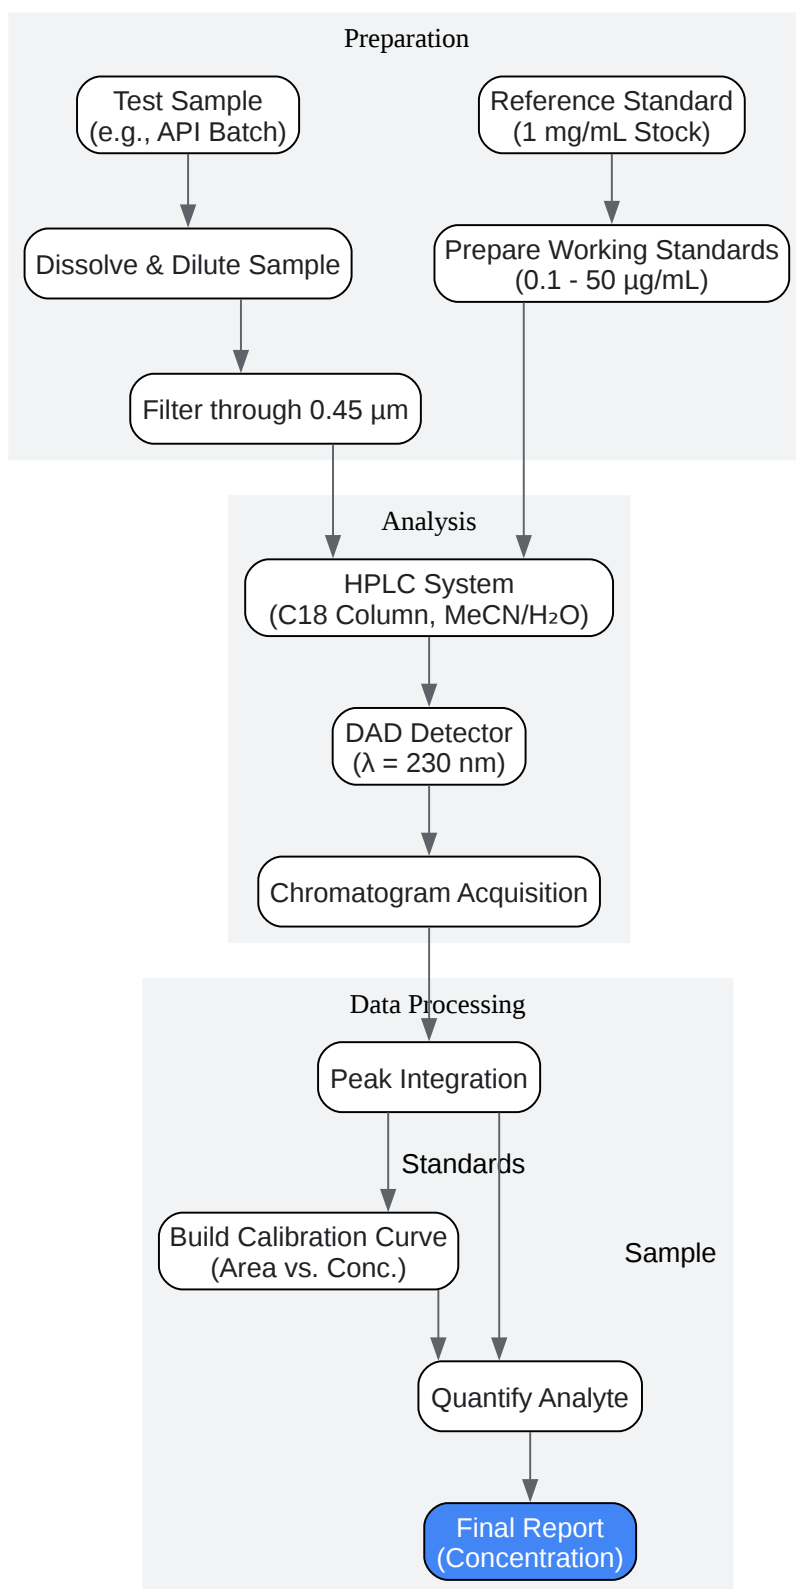 Preparation
Test Sample
(e.g., API Batch)
Reference Standard
(1 mg/mL Stock)
Dissolve & Dilute Sample
Prepare Working Standards
(0.1 - 50 µg/mL)
Filter through 0.45 µm
Analysis
HPLC System
(C18 Column, MeCN/H₂O)
DAD Detector
(λ = 230 nm)
Chromatogram Acquisition
Data Processing
Peak Integration
Standards
Build Calibration Curve
(Area vs. Conc.)
Sample
Quantify Analyte
Final Report
(Concentration)